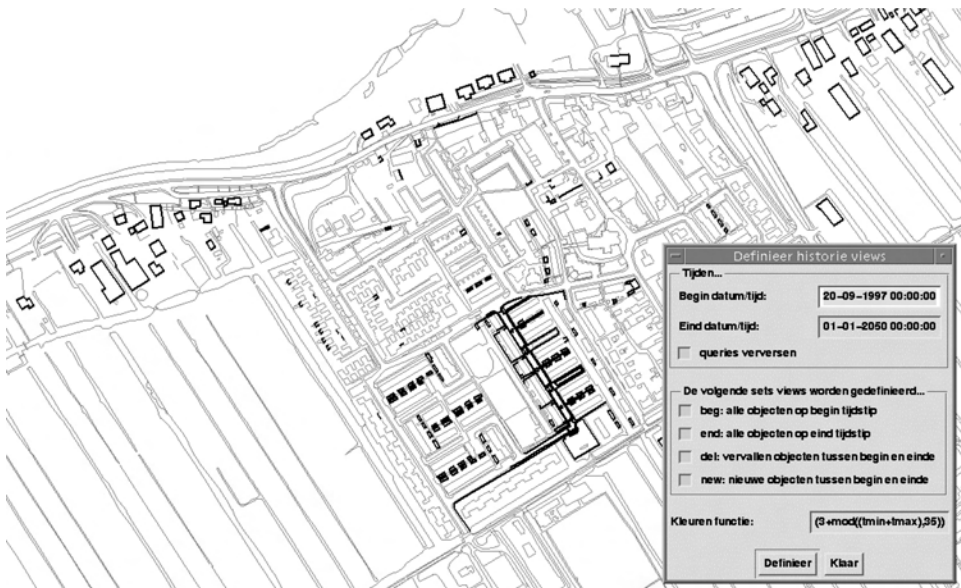 Definieer historie views
Tijden...
Begin datum/tijd: 20-09-1997 00:00:00
Eind datum/tijd: 01-01-2050 00:00:00
queries verversen
De volgende sets views worden gedefinieerd...
beg: alle objecten op begin tijdstip
end: alle objecten op eind tijdstip
del: vervallen objecten tussen begin en einde
new: nieuwe objecten tussen begin en einde
Kleuren functie: (3+mod((tmin+tmax),35))
Definieer Klaar